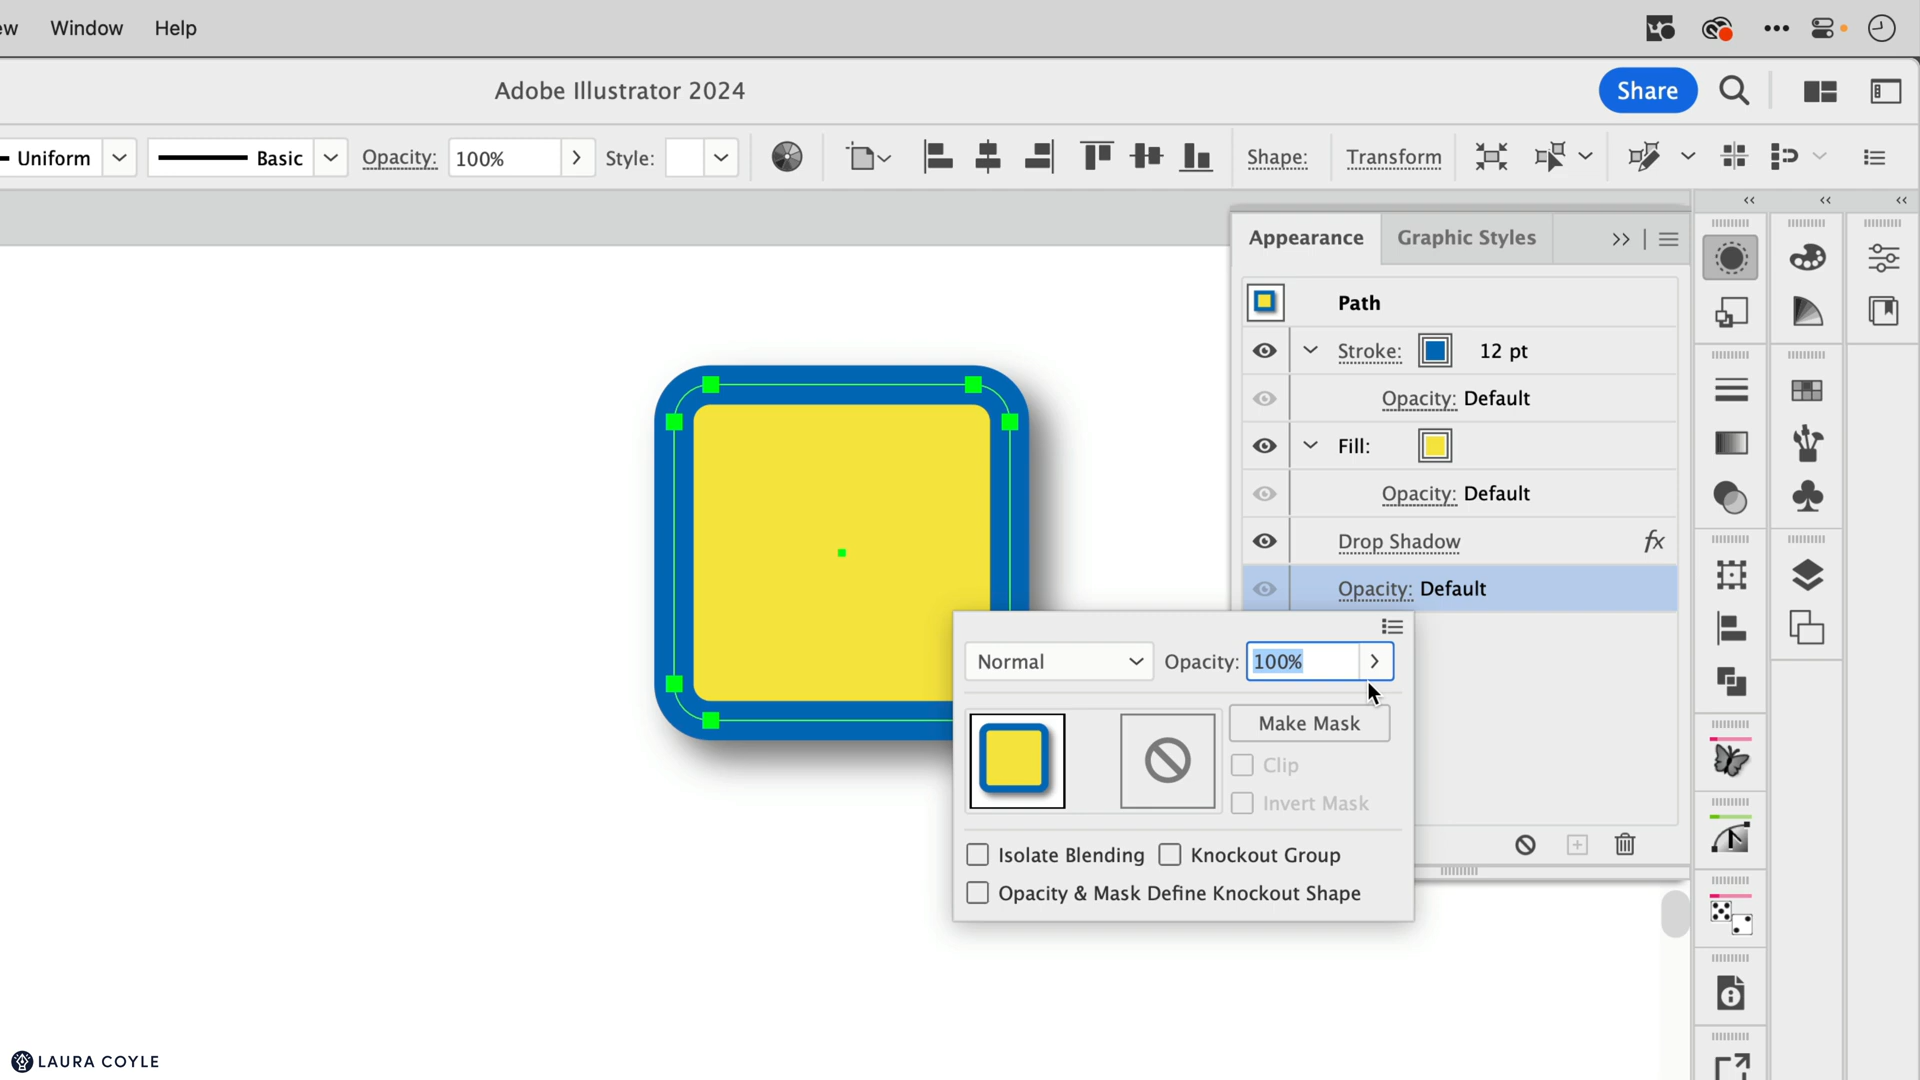 Window Help
Adobe Illustrator 2024
Share
Uniform Basic Opacity: 100% Style: Shape: Transform
Appearance Graphic Styles
Path
Stroke: 12 pt
Opacity: Default
Fill:
Opacity: Default
Drop Shadow fx
Opacity: Default
Normal Opacity: 100%
Make Mask
Clip
Invert Mask
Isolate Blending Knockout Group
Opacity & Mask Define Knockout Shape
LAURA COYLE